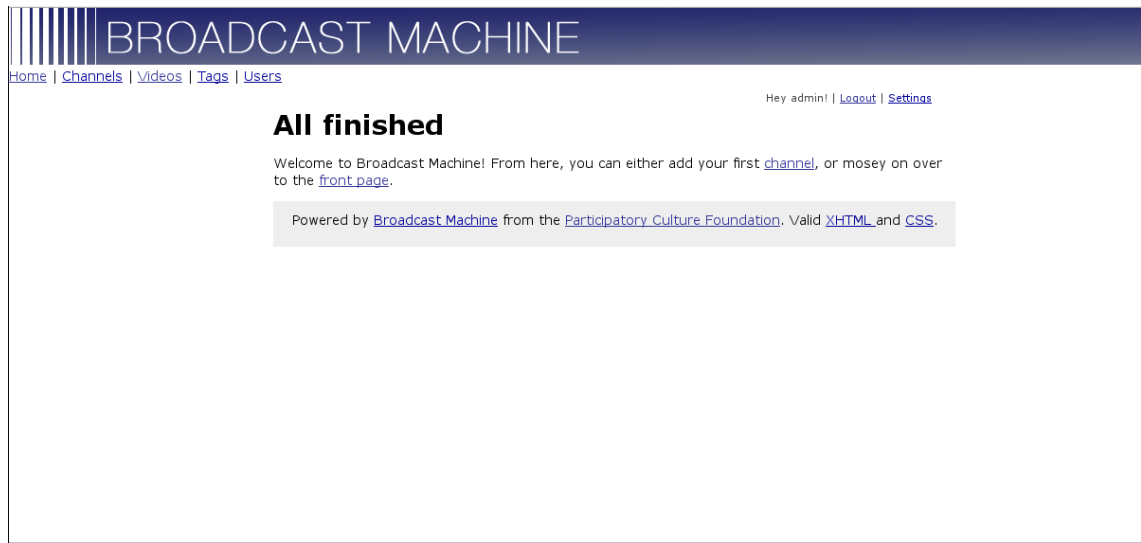 BROADCAST MACHINE
Home | Channels | Videos | Tags | Users
Hey admin! | Logout | Settings
All finished
Welcome to Broadcast Machine! From here, you can either add your first channel, or mosey on over
to the front page.
Powered by Broadcast Machine from the Participatory Culture Foundation. Valid XHTML and CSS.